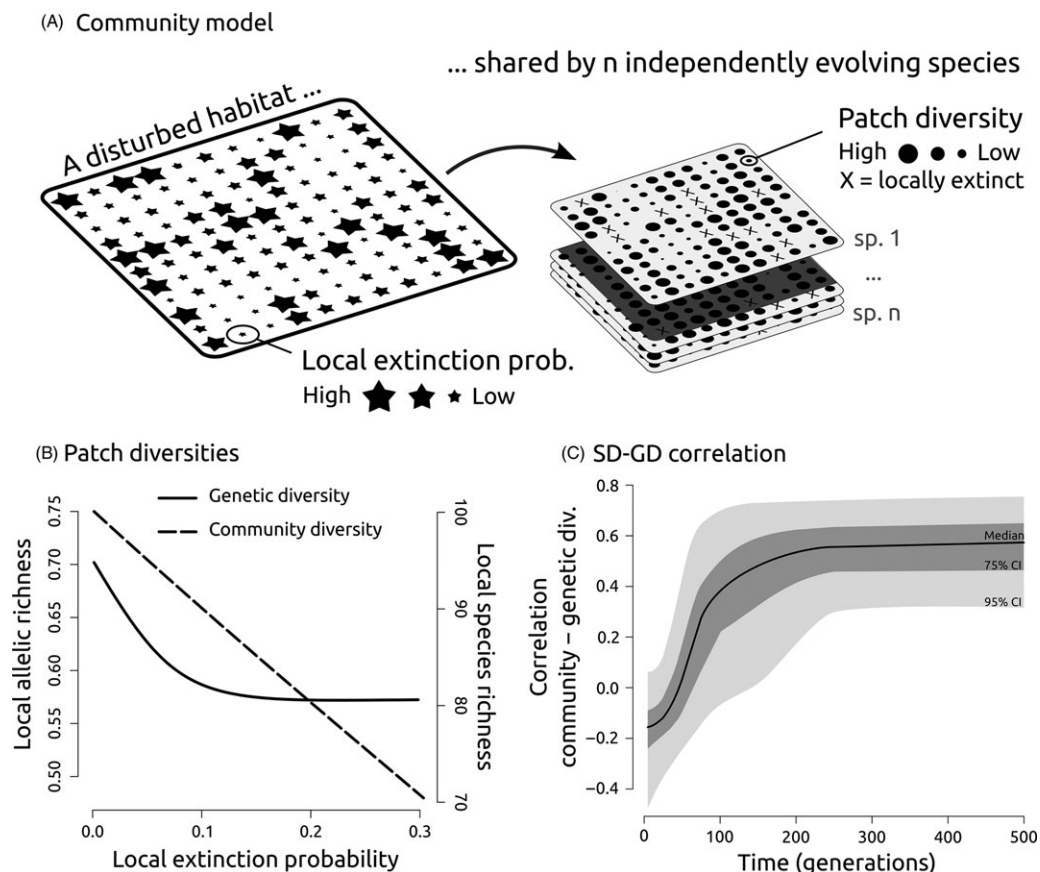 (A) Community model
... shared by n independently evolving species
A disturbed habitat ...
Patch diversity
High Low
X = locally extinct
sp. 1
...
sp. n
Local extinction prob.
High Low
(B) Patch diversities
Genetic diversity
Community diversity
Local allelic richness
0.75
0.70
0.65
0.60
0.55
0.50
Local species richness
100
90
80
70
0.0 0.1 0.2 0.3
Local extinction probability
(C) SD-GD correlation
Correlation
community – genetic div.
0.8
0.6
0.4
0.2
0.0
−0.2
−0.4
Median
75% CI
95% CI
0 100 200 300 400 500
Time (generations)